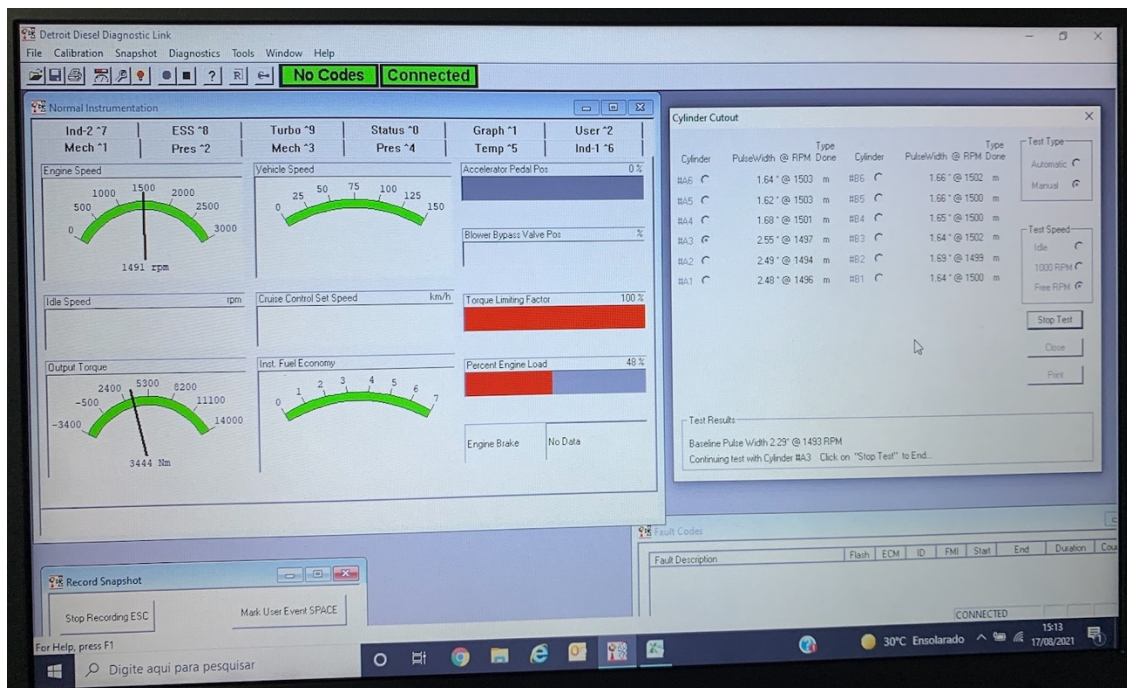 Detroit Diesel Diagnostic Link
File Calibration Snapshot Diagnostics Tools Window Help
? No Codes Connected
Normal Instrumentation
Ind-2 ^7 ESS ^8 Turbo ^9 Status ^0 Graph ^1 User ^2
Mech ^1 Pres ^2 Mech ^3 Pres ^4 Temp ^5 Ind-1 ^6
Engine Speed
0 500 1000 1500 2000 2500 3000
1491 rpm
Vehicle Speed
0 25 50 75 100 125 150
Accelerator Pedal Pos 0 %
Blower Bypass Valve Pos %
Idle Speed rpm
Cruise Control Set Speed km/h
Torque Limiting Factor 100 %
Output Torque
-3400 -500 2400 5300 8200 11100 14000
3444 Nm
Inst. Fuel Economy
0 1 2 3 4 5 6 7
Percent Engine Load 48 %
Engine Brake No Data
Cylinder Cutout
Type Type
Cylinder PulseWidth @ RPM Done Cylinder PulseWidth @ RPM Done
#A6 1.64 ° @ 1503 m #B6 1.66 ° @ 1502 m
#A5 1.62 ° @ 1503 m #B5 1.66 ° @ 1500 m
#A4 1.68 ° @ 1501 m #B4 1.65 ° @ 1500 m
#A3 2.55 ° @ 1497 m #B3 1.64 ° @ 1502 m
#A2 2.49 ° @ 1494 m #B2 1.69 ° @ 1499 m
#A1 2.48 ° @ 1496 m #B1 1.64 ° @ 1500 m
Test Type
Automatic
Manual
Test Speed
Idle
1000 RPM
Free RPM
Stop Test
Close
Print
Test Results
Baseline Pulse Width 2.29° @ 1493 RPM
Continuing test with Cylinder #A3 Click on "Stop Test" to End...
Fault Codes
Fault Description Flash ECM ID FMI Start End Duration Cou
CONNECTED
Record Snapshot
Stop Recording ESC Mark User Event SPACE
For Help, press F1
Digite aqui para pesquisar
30°C Ensolarado
15:13
17/08/2021